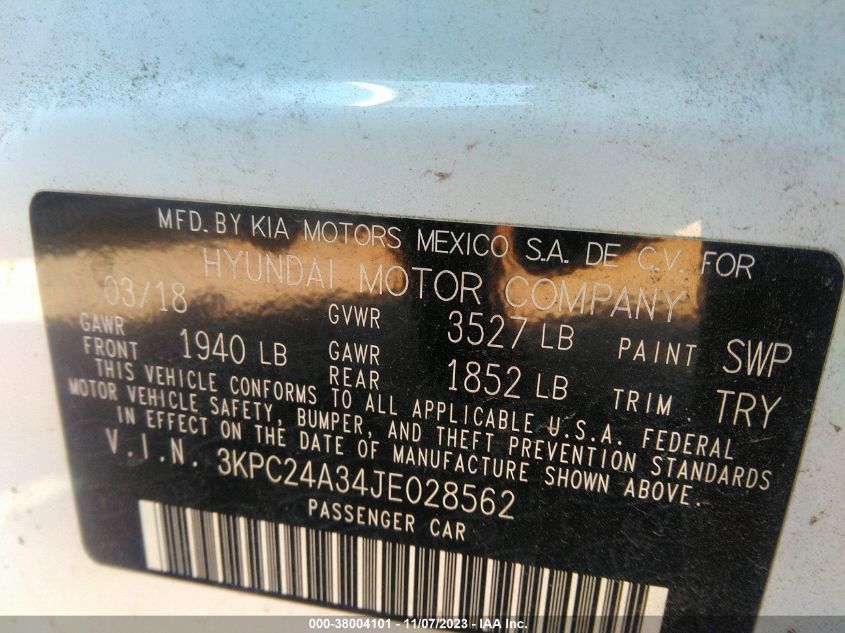 MFD. BY KIA MOTORS MEXICO S.A. DE C.V. FOR
HYUNDAI MOTOR COMPANY
03/18 GVWR 3527 LB PAINT SWP
GAWR FRONT 1940 LB GAWR REAR 1852 LB TRIM TRY
THIS VEHICLE CONFORMS TO ALL APPLICABLE U.S.A. FEDERAL
MOTOR VEHICLE SAFETY, BUMPER, AND THEFT PREVENTION STANDARDS
IN EFFECT ON THE DATE OF MANUFACTURE SHOWN ABOVE.
V.I.N. 3KPC24A34JE028562
PASSENGER CAR
000-38004101 - 11/07/2023 - IAA Inc.